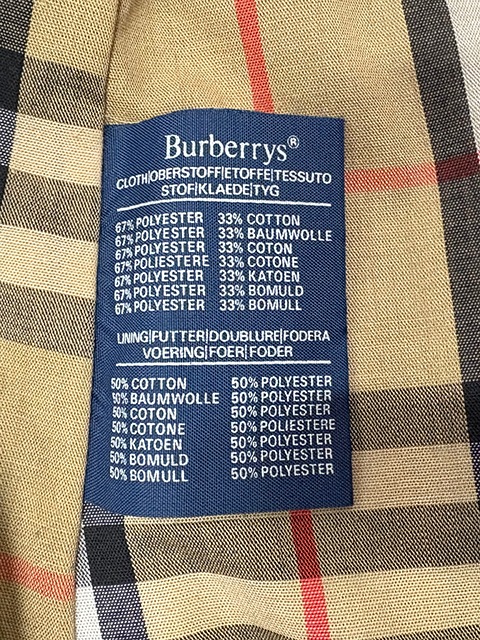 Burberrys®
CLOTH|OBERSTOFF|ETOFFE|TESSUTO
STOF|KLAEDE|TYG
67% POLYESTER 33% COTTON
67% POLYESTER 33% BAUMWOLLE
67% POLYESTER 33% COTON
67% POLIESTERE 33% COTONE
67% POLYESTER 33% KATOEN
67% POLYESTER 33% BOMULD
67% POLYESTER 33% BOMULL
LINING|FUTTER|DOUBLURE|FODERA
VOERING|FOER|FODER
50% COTTON 50% POLYESTER
50% BAUMWOLLE 50% POLYESTER
50% COTON 50% POLYESTER
50% COTONE 50% POLIESTERE
50% KATOEN 50% POLYESTER
50% BOMULD 50% POLYESTER
50% BOMULL 50% POLYESTER